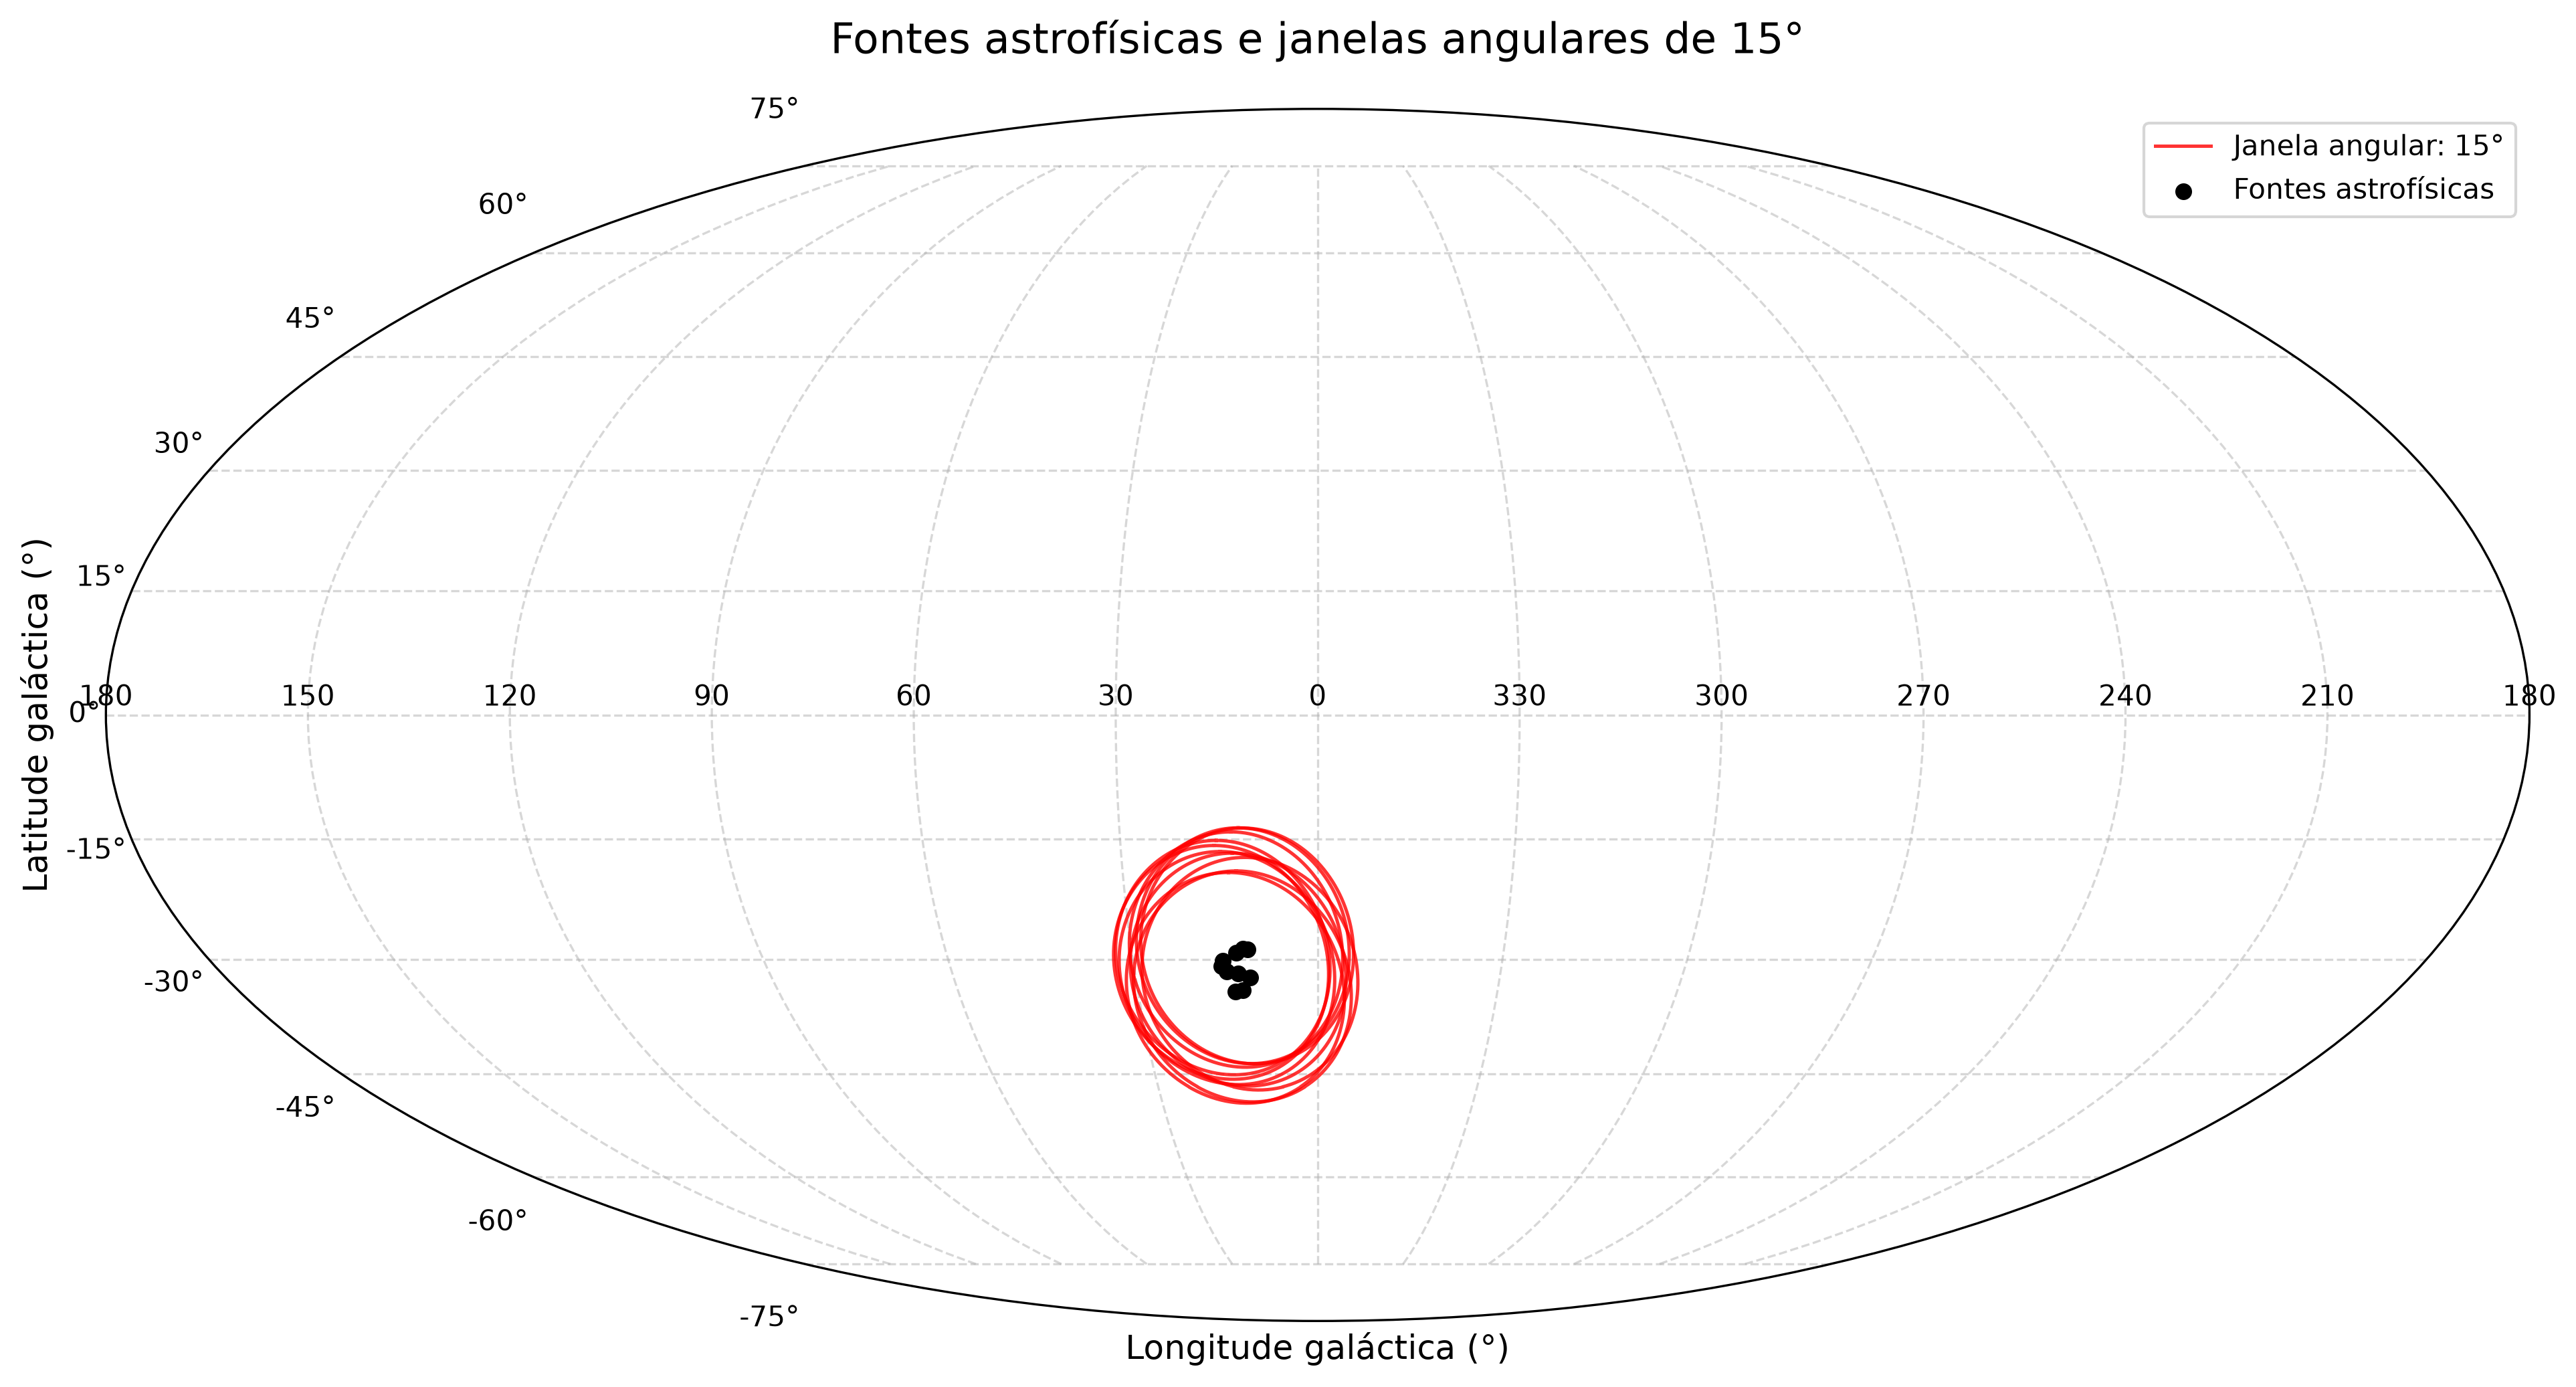 Fontes astrofísicas e janelas angulares de 15°
75°
Janela angular: 15°
Fontes astrofísicas
60°
45°
30°
15°
Latitude galáctica (°)
180 150 120 90 60 30 0 330 300 270 240 210 180
0°
-15°
-30°
-45°
-60°
-75°
Longitude galáctica (°)